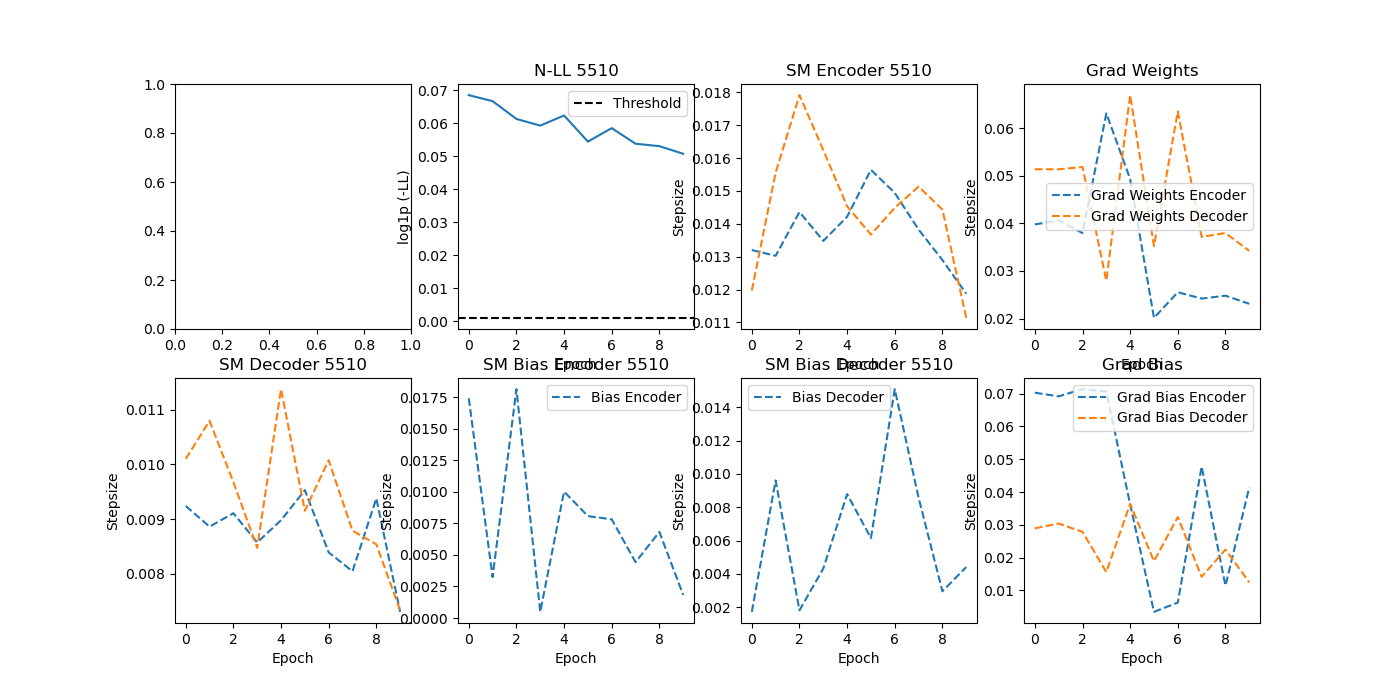 N-LL 5510
SM Encoder 5510
Grad Weights
1.0
0.8
0.6
0.4
0.2
0.0
0.0 0.2 0.4 0.6 0.8 1.0
log1p (-LL)
0.07
0.06
0.05
0.04
0.03
0.02
0.01
0.00
Threshold
0 2 4 6 8
Epoch
Stepsize
0.018
0.017
0.016
0.015
0.014
0.013
0.012
0.011
0 2 4 6 8
Epoch
Stepsize
0.06
0.05
0.04
0.03
0.02
Grad Weights Encoder
Grad Weights Decoder
0 2 4 6 8
Epoch
SM Decoder 5510
SM Bias Encoder 5510
SM Bias Decoder 5510
Grad Bias
Stepsize
0.011
0.010
0.009
0.008
0 2 4 6 8
Epoch
Stepsize
0.0175
0.0150
0.0125
0.0100
0.0075
0.0050
0.0025
0.0000
Bias Encoder
0 2 4 6 8
Epoch
Stepsize
0.014
0.012
0.010
0.008
0.006
0.004
0.002
Bias Decoder
0 2 4 6 8
Epoch
Stepsize
0.07
0.06
0.05
0.04
0.03
0.02
0.01
Grad Bias Encoder
Grad Bias Decoder
0 2 4 6 8
Epoch